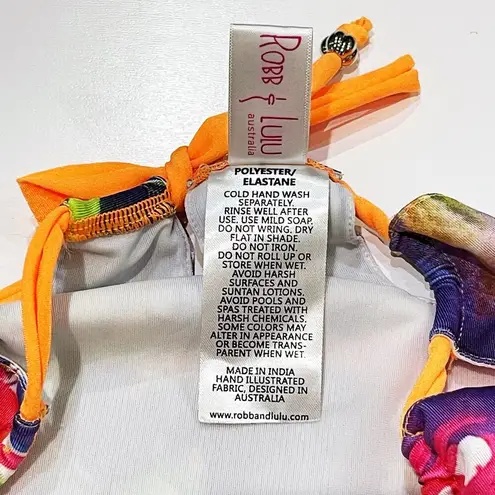 ROBB & LULU
australia
POLYESTER/
ELASTANE
COLD HAND WASH
SEPARATELY.
RINSE WELL AFTER
USE. USE MILD SOAP.
DO NOT WRING. DRY
FLAT IN SHADE.
DO NOT IRON.
DO NOT ROLL UP OR
STORE WHEN WET.
AVOID HARSH
SURFACES AND
SUNTAN LOTIONS.
AVOID POOLS AND
SPAS TREATED WITH
HARSH CHEMICALS.
SOME COLORS MAY
ALTER IN APPEARANCE
OR BECOME TRANS-
PARENT WHEN WET.
MADE IN INDIA
HAND ILLUSTRATED
FABRIC, DESIGNED IN
AUSTRALIA
www.robbandlulu.com